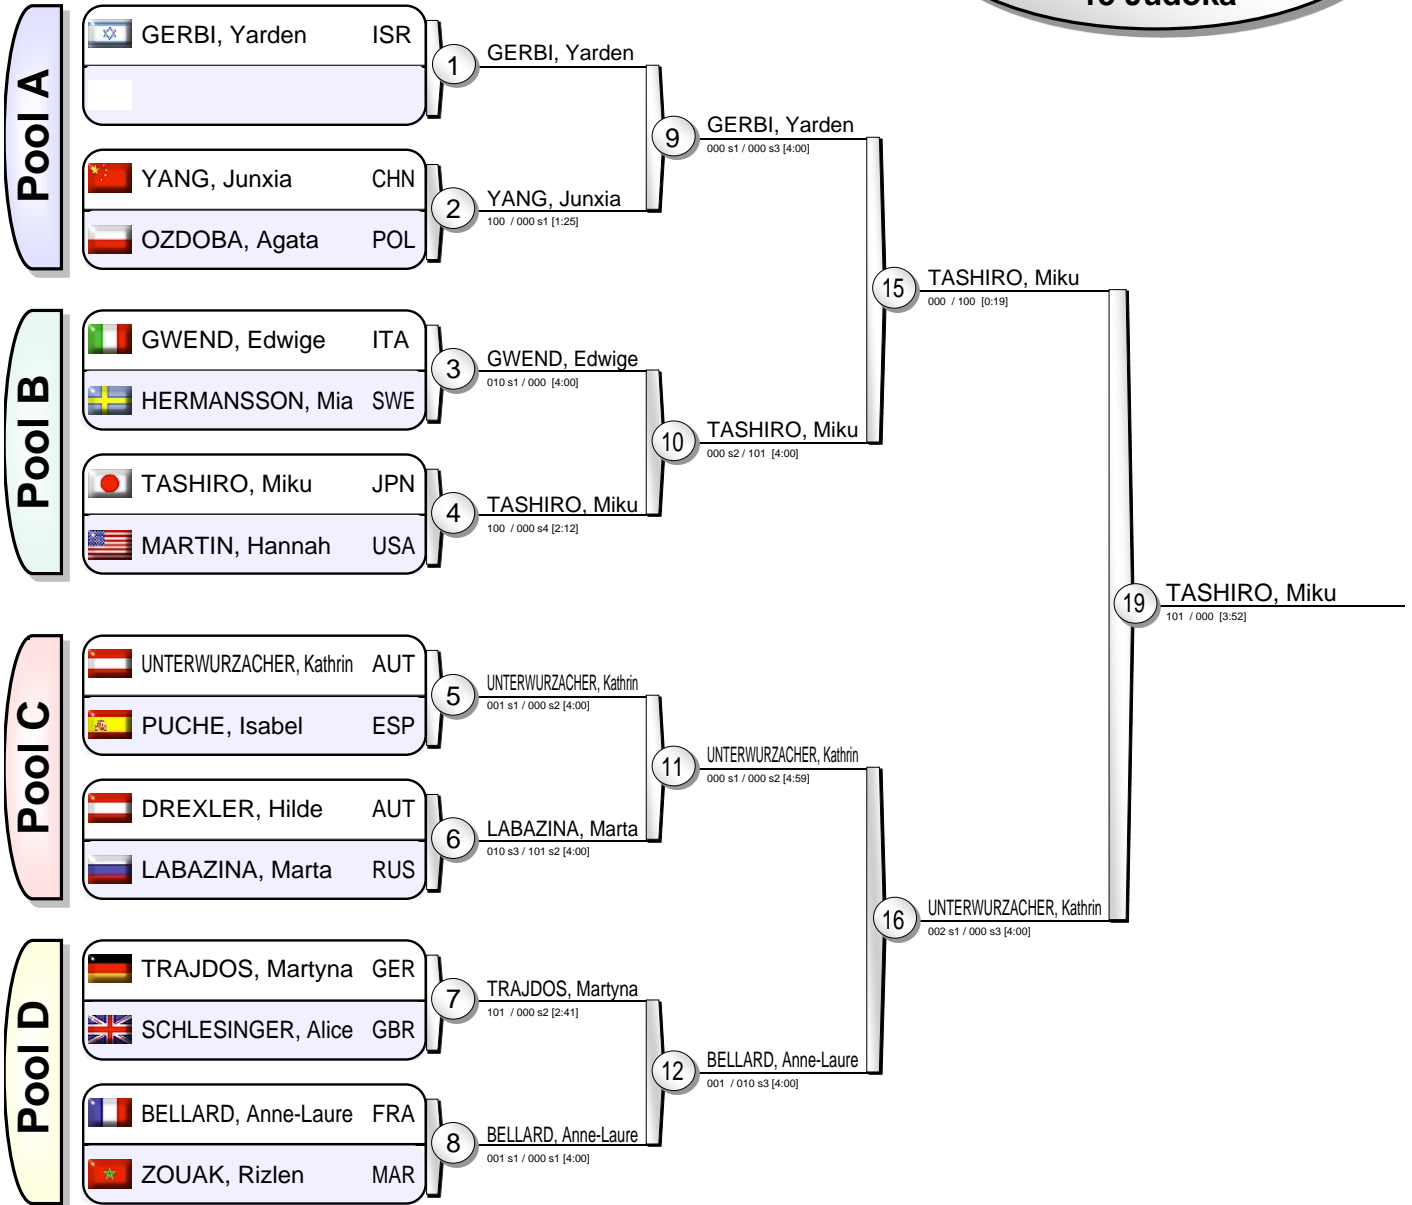 15 Judoka
Pool A
GERBI, Yarden ISR
1
GERBI, Yarden
YANG, Junxia CHN
OZDOBA, Agata POL
2
YANG, Junxia
100 / 000 s1 [1:25]
9
GERBI, Yarden
000 s1 / 000 s3 [4:00]
Pool B
GWEND, Edwige ITA
HERMANSSON, Mia SWE
3
GWEND, Edwige
010 s1 / 000 [4:00]
TASHIRO, Miku JPN
MARTIN, Hannah USA
4
TASHIRO, Miku
100 / 000 s4 [2:12]
10
TASHIRO, Miku
000 s2 / 101 [4:00]
15
TASHIRO, Miku
000 / 100 [0:19]
Pool C
UNTERWURZACHER, Kathrin AUT
PUCHE, Isabel ESP
5
UNTERWURZACHER, Kathrin
001 s1 / 000 s2 [4:00]
DREXLER, Hilde AUT
LABAZINA, Marta RUS
6
LABAZINA, Marta
010 s3 / 101 s2 [4:00]
11
UNTERWURZACHER, Kathrin
000 s1 / 000 s2 [4:59]
Pool D
TRAJDOS, Martyna GER
SCHLESINGER, Alice GBR
7
TRAJDOS, Martyna
101 / 000 s2 [2:41]
BELLARD, Anne-Laure FRA
ZOUAK, Rizlen MAR
8
BELLARD, Anne-Laure
001 s1 / 000 s1 [4:00]
12
BELLARD, Anne-Laure
001 / 010 s3 [4:00]
16
UNTERWURZACHER, Kathrin
002 s1 / 000 s3 [4:00]
19
TASHIRO, Miku
101 / 000 [3:52]